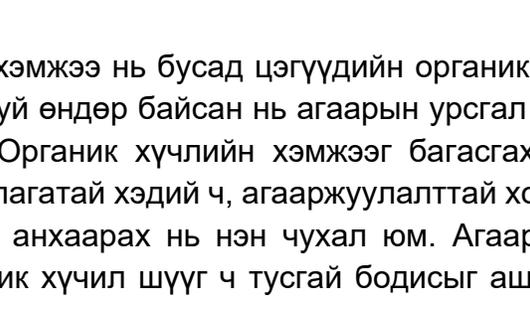 хэмжээ нь бусад цэгүүдийн органик
уй өндөр байсан нь агаарын урсгал
Органик хүчлийн хэмжээг багасгах
лагатай хэдий ч, агааржуулалттай хо
анхаарах нь нэн чухал юм. Агаар
ик хүчил шүүг ч тусгай бодисыг аш